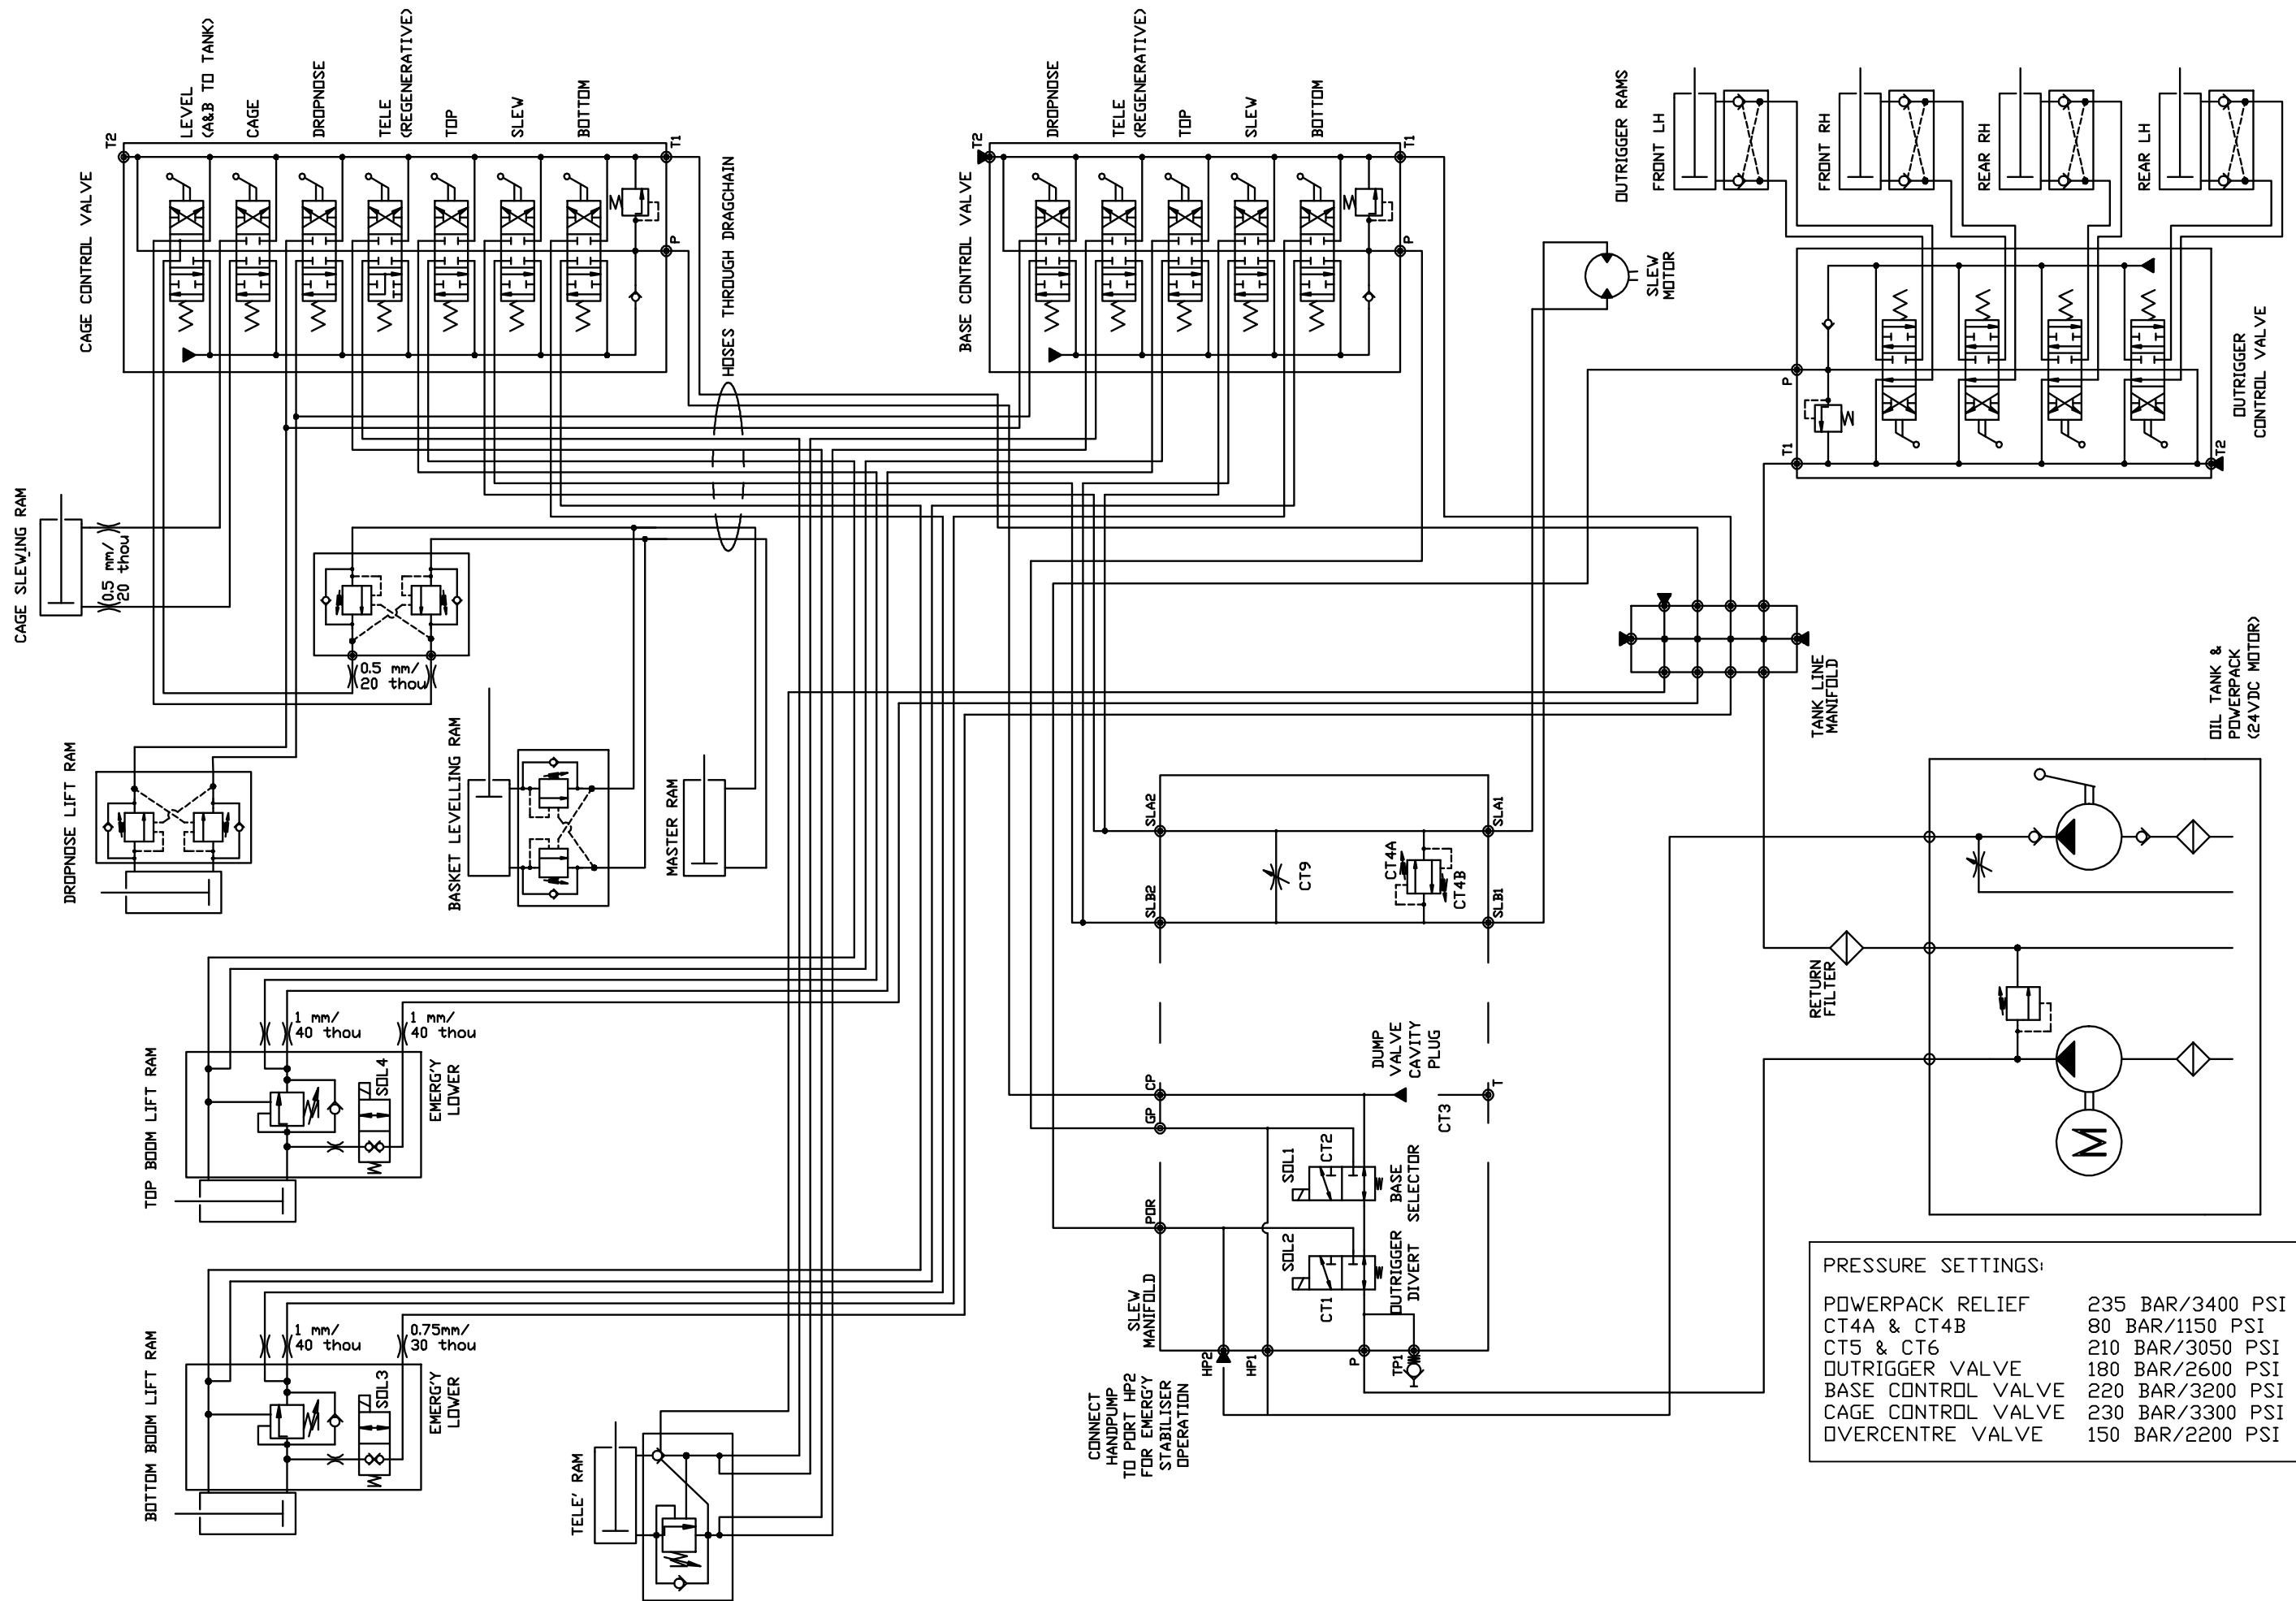 CAGE CONTROL VALVE
T2
LEVEL
(A&B TO TANK)
CAGE
DROPNOSE
TELE
(REGENERATIVE)
TOP
SLEW
BOTTOM
T1
P
HOSES THROUGH DRAGCHAIN
BASE CONTROL VALVE
T2
DROPNOSE
TELE
(REGENERATIVE)
TOP
SLEW
BOTTOM
T1
P
OUTRIGGER RAMS
FRONT LH
FRONT RH
REAR RH
REAR LH
SLEW
MOTOR
P
T1
T2
OUTRIGGER
CONTROL VALVE
CAGE SLEWING RAM
0.5 mm/
20 thou
0.5 mm/
20 thou
DROPNOSE LIFT RAM
BASKET LEVELLING RAM
MASTER RAM
TANK LINE
MANIFOLD
OIL TANK &
POWERPACK
(24VDC MOTOR)
SLA2
SLA1
SLB2
SLB1
CT9
CT4A
CT4B
RETURN
FILTER
M
TOP BOOM LIFT RAM
1 mm/
40 thou
1 mm/
40 thou
SOL4
EMERG'Y
LOWER
DUMP
VALVE
CAVITY
PLUG
CP
GP
T
CT3
SOL1
CT2
BASE
SELECTOR
POR
SOL2
CT1
OUTRIGGER
DIVERT
SLEW
MANIFOLD
HP2
HP1
P
TP1
CONNECT
HANDPUMP
TO PORT HP2
FOR EMERG'Y
STABILISER
OPERATION
BOTTOM BOOM LIFT RAM
1 mm/
40 thou
0.75mm/
30 thou
SOL3
EMERG'Y
LOWER
TELE' RAM
PRESSURE SETTINGS:
POWERPACK RELIEF 235 BAR/3400 PSI
CT4A & CT4B 80 BAR/1150 PSI
CT5 & CT6 210 BAR/3050 PSI
OUTRIGGER VALVE 180 BAR/2600 PSI
BASE CONTROL VALVE 220 BAR/3200 PSI
CAGE CONTROL VALVE 230 BAR/3300 PSI
OVERCENTRE VALVE 150 BAR/2200 PSI